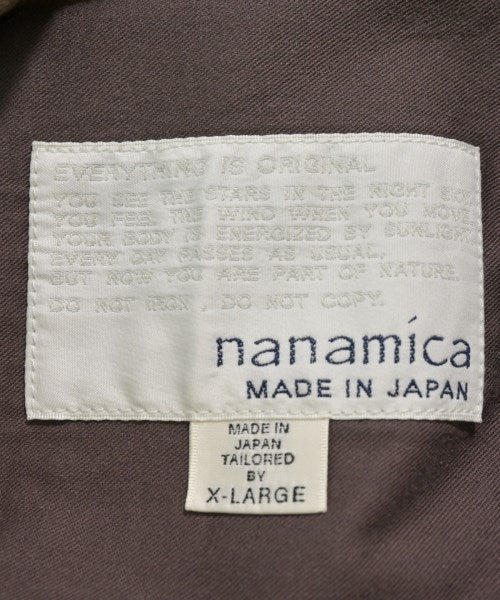 EVERYTHING IS ORIGINAL
YOU SEE THE STARS IN THE NIGHT SKY.
YOU FEEL THE WIND WHEN YOU MOVE.
YOUR BODY IS ENERGIZED BY SUNLIGHT.
EVERY DAY PASSES AS USUAL,
BUT NOW YOU ARE PART OF NATURE.
DO NOT IRON, DO NOT COPY.
nanamíca
MADE IN JAPAN
MADE IN
JAPAN
TAILORED
BY
X-LARGE